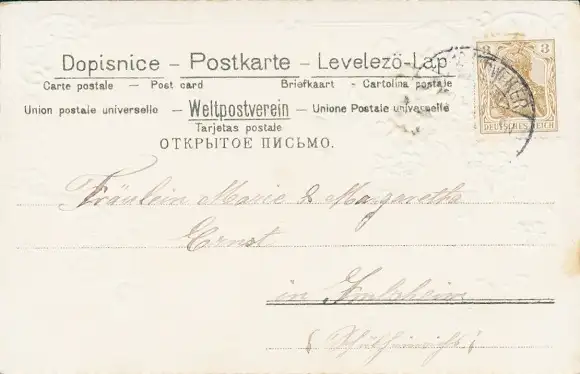 Dopisnice – Postkarte – Levelezö-Lap
Carte postale – Post card Briefkaart – Cartolina postale
Union postale universelle – Weltpostverein – Unione Postale universelle
Tarjetas postale
ОТКРЫТОЕ ПИСЬМО.
3 3
DEUTSCHES REICH
Fräulein Marie & Margaretha
Ernst
in